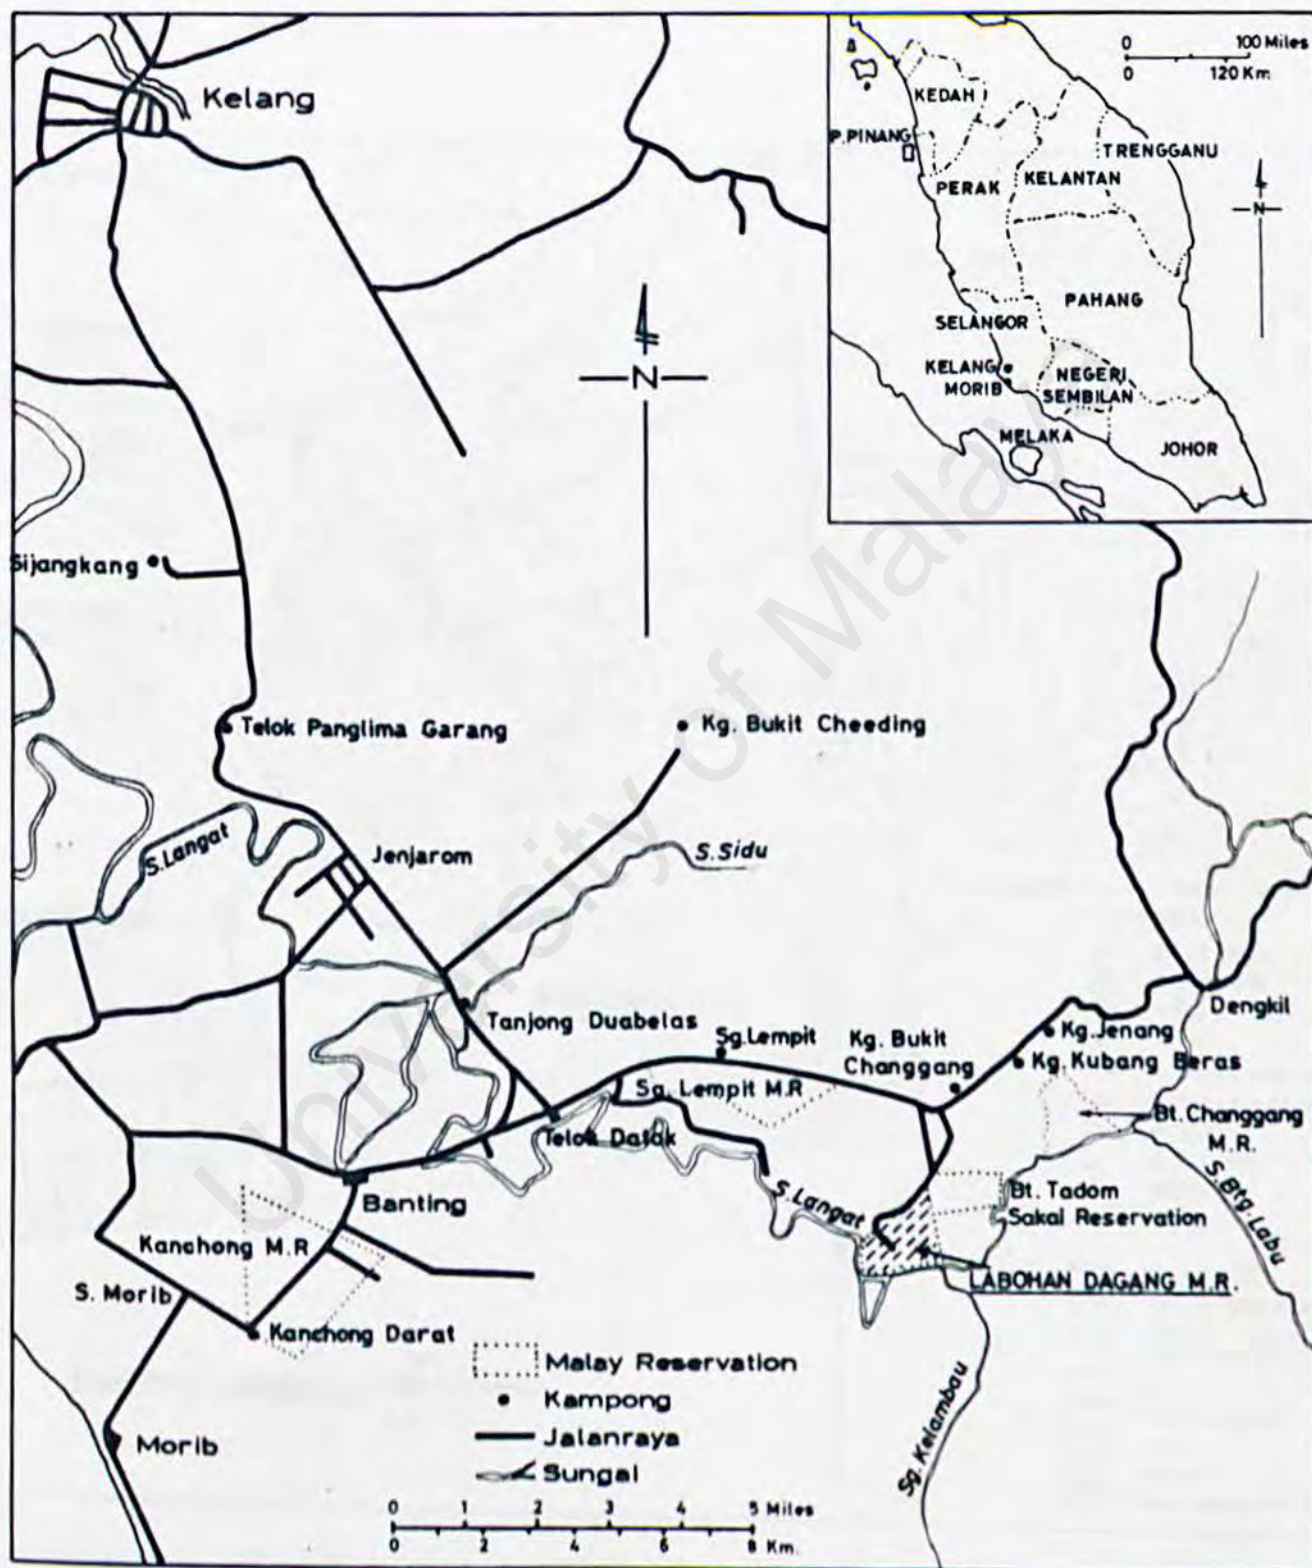 Kelang
0 100 Miles
0 120 Km.
KEDAH
P.PINANG
TRENGGANU
PERAK
KELANTAN
N
PAHANG
SELANGOR
KELANG
MORIB
NEGERI
SEMBILAN
MELAKA
JOHOR
N
Sijangkang
Telok Panglima Garang
Kg. Bukit Cheeding
S.Langat
Jenjarom
S.Sidu
Tanjong Duabelas
Sg.Lempit
Kg. Bukit
Changgang
Dengkil
Kg.Jenang
Kg. Kubang Beras
Sg. Lempit M.R
Bt. Changgang
M.R.
Telok Datok
Banting
S.Langat
Bt. Tadom
Sakai Reservation
S.Btg.Labu
Kanchong M.R
LABOHAN DAGANG M.R.
S. Morib
Kanchong Darat
Malay Reservation
Kampong
Jalanraya
Sungai
Morib
Sg. Kelambau
0 1 2 3 4 5 Miles
0 2 4 6 8 Km.
University of Malay